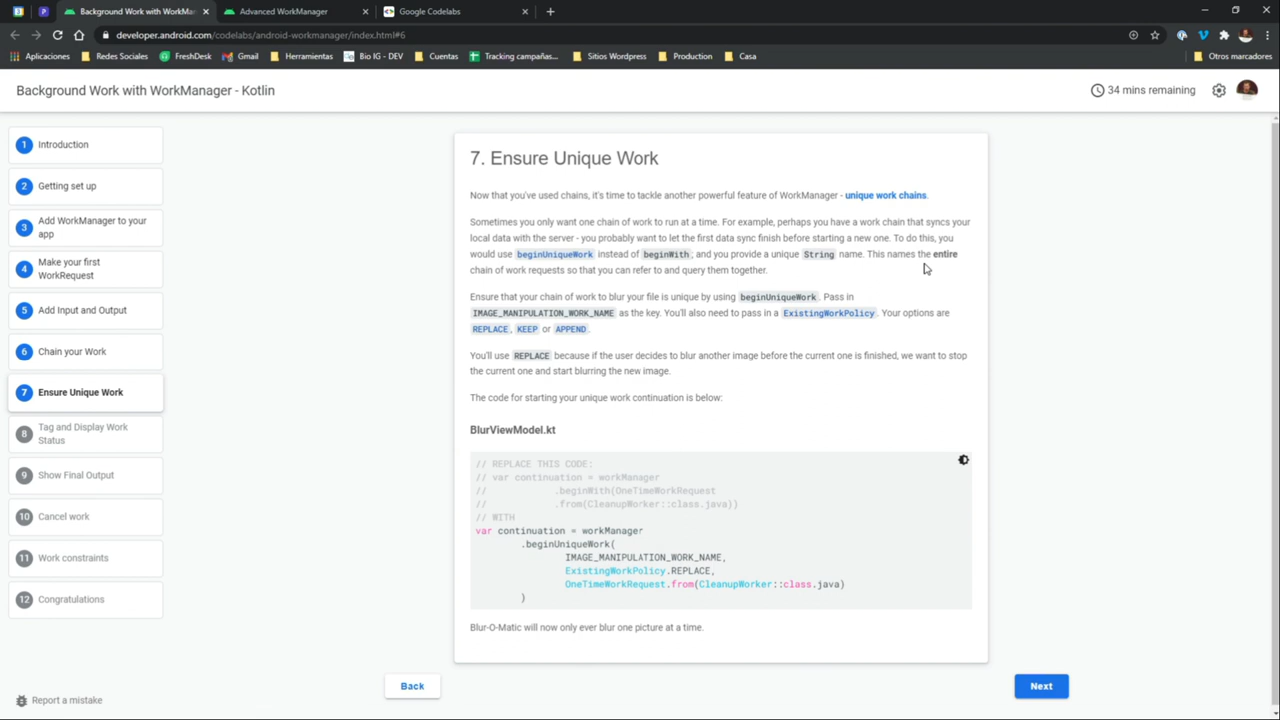 Background Work with WorkMar
Advanced WorkManager
Google Codelabs
developer.android.com/codelabs/android-workmanager/index.html#6
Aplicaciones
Redes Sociales
FreshDesk
Gmail
Herramientas
Bio IG - DEV
Cuentas
Tracking campañas...
Sitios Wordpress
Production
Casa
Otros marcadores
Background Work with WorkManager - Kotlin
34 mins remaining
1 Introduction
2 Getting set up
3 Add WorkManager to your
app
4 Make your first
WorkRequest
5 Add Input and Output
6 Chain your Work
7 Ensure Unique Work
8 Tag and Display Work
Status
9 Show Final Output
10 Cancel work
11 Work constraints
12 Congratulations
Report a mistake
7. Ensure Unique Work
Now that you've used chains, it's time to tackle another powerful feature of WorkManager - unique work chains.
Sometimes you only want one chain of work to run at a time. For example, perhaps you have a work chain that syncs your
local data with the server - you probably want to let the first data sync finish before starting a new one. To do this, you
would use beginUniqueWork instead of beginWith; and you provide a unique String name. This names the entire
chain of work requests so that you can refer to and query them together.
Ensure that your chain of work to blur your file is unique by using beginUniqueWork. Pass in
IMAGE_MANIPULATION_WORK_NAME as the key. You'll also need to pass in a ExistingWorkPolicy. Your options are
REPLACE, KEEP or APPEND.
You'll use REPLACE because if the user decides to blur another image before the current one is finished, we want to stop
the current one and start blurring the new image.
The code for starting your unique work continuation is below:
BlurViewModel.kt
// REPLACE THIS CODE:
// var continuation = workManager
// .beginWith(OneTimeWorkRequest
// .from(CleanupWorker::class.java))
// WITH
var continuation = workManager
.beginUniqueWork(
IMAGE_MANIPULATION_WORK_NAME,
ExistingWorkPolicy.REPLACE,
OneTimeWorkRequest.from(CleanupWorker::class.java)
)
Blur-O-Matic will now only ever blur one picture at a time.
Back
Next